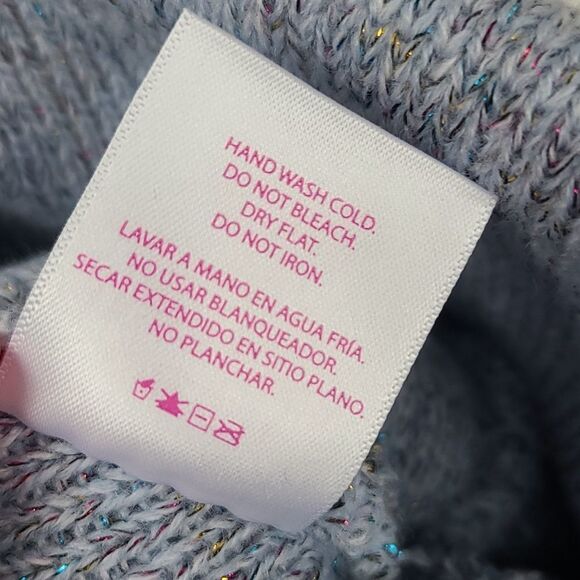 HAND WASH COLD.
DO NOT BLEACH.
DRY FLAT.
DO NOT IRON.
LAVAR A MANO EN AGUA FRÍA.
NO USAR BLANQUEADOR.
SECAR EXTENDIDO EN SITIO PLANO.
NO PLANCHAR.